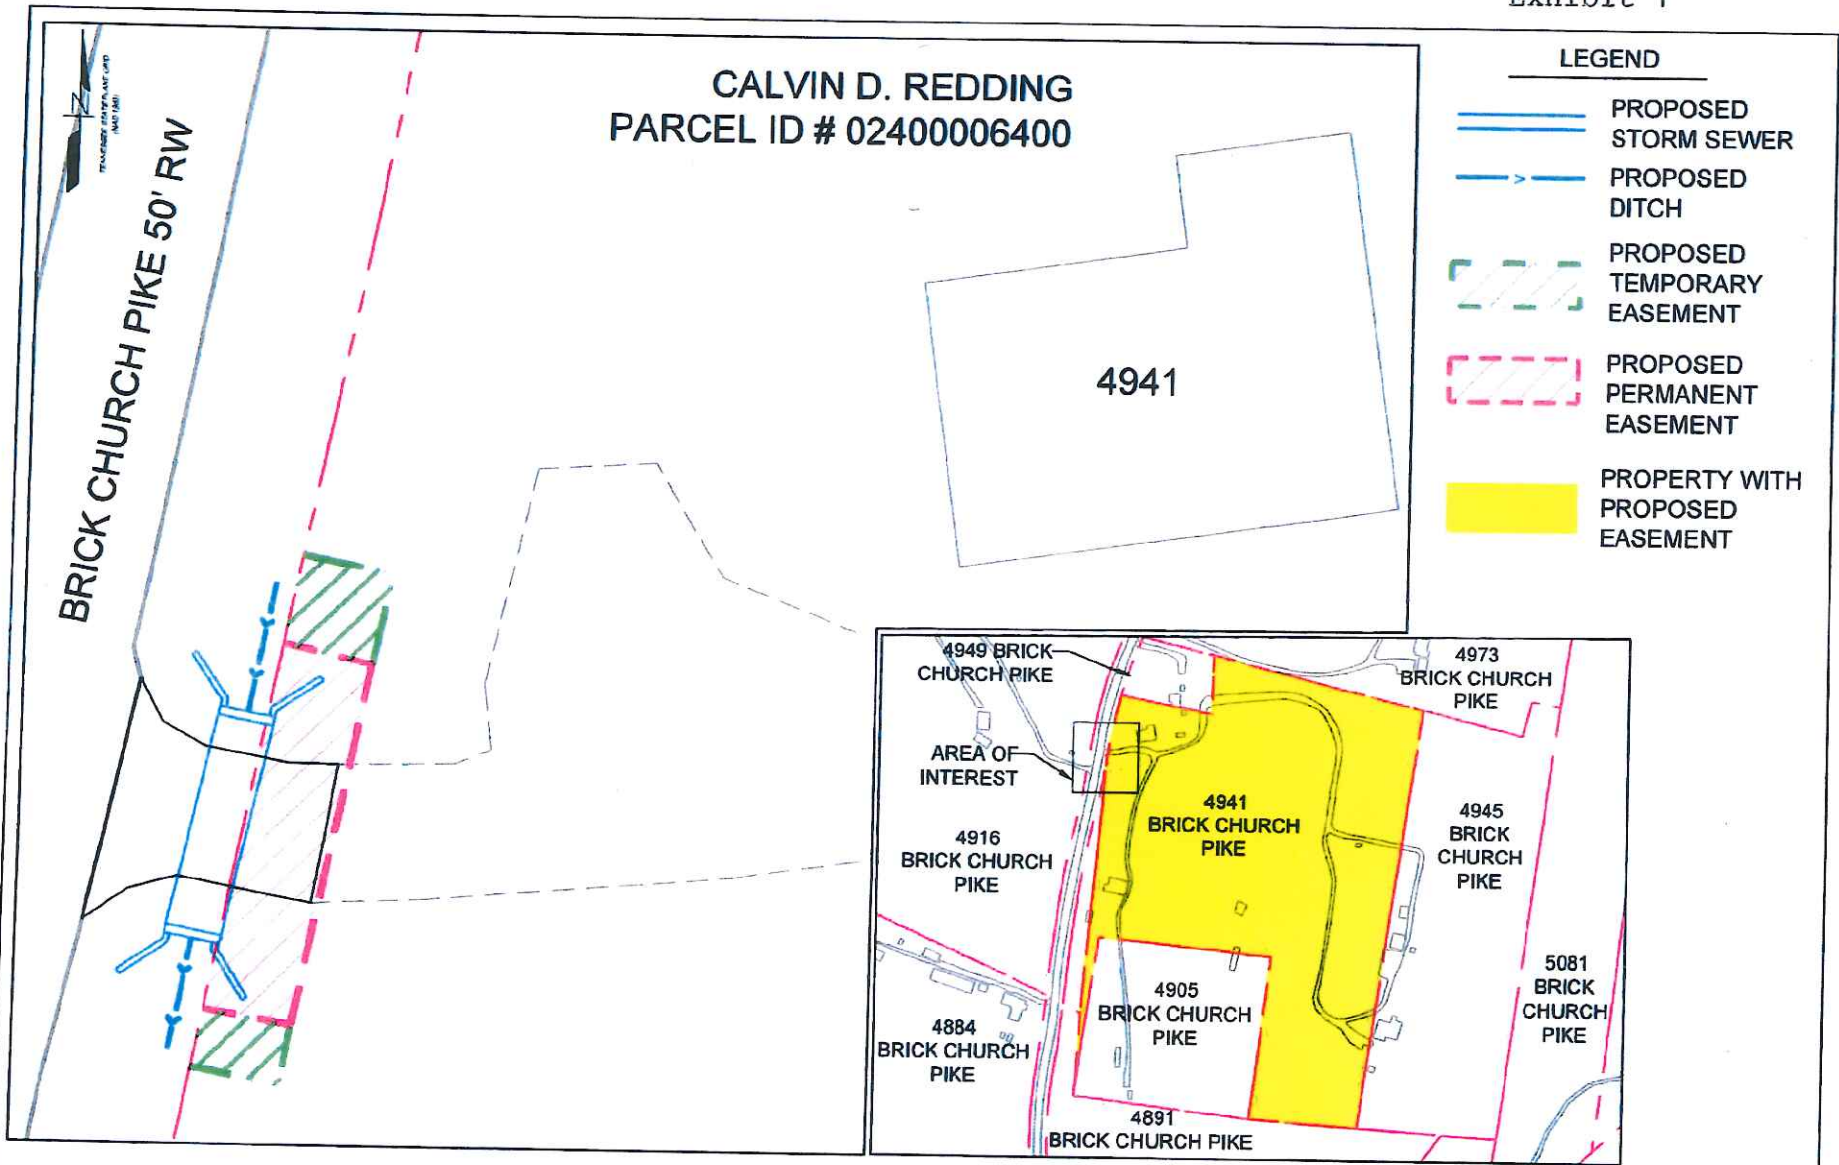 Exhibit
CALVIN D. REDDING
PARCEL ID # 02400006400
BRICK CHURCH PIKE 50' RW
4941
LEGEND
PROPOSED
STORM SEWER
PROPOSED
DITCH
PROPOSED
TEMPORARY
EASEMENT
PROPOSED
PERMANENT
EASEMENT
PROPERTY WITH
PROPOSED
EASEMENT
4949 BRICK
CHURCH PIKE
4973
BRICK CHURCH
PIKE
AREA OF
INTEREST
4941
BRICK CHURCH
PIKE
4945
BRICK
CHURCH
PIKE
4916
BRICK CHURCH
PIKE
4905
BRICK CHURCH
PIKE
5081
BRICK
CHURCH
PIKE
4884
BRICK CHURCH
PIKE
4891
BRICK CHURCH PIKE